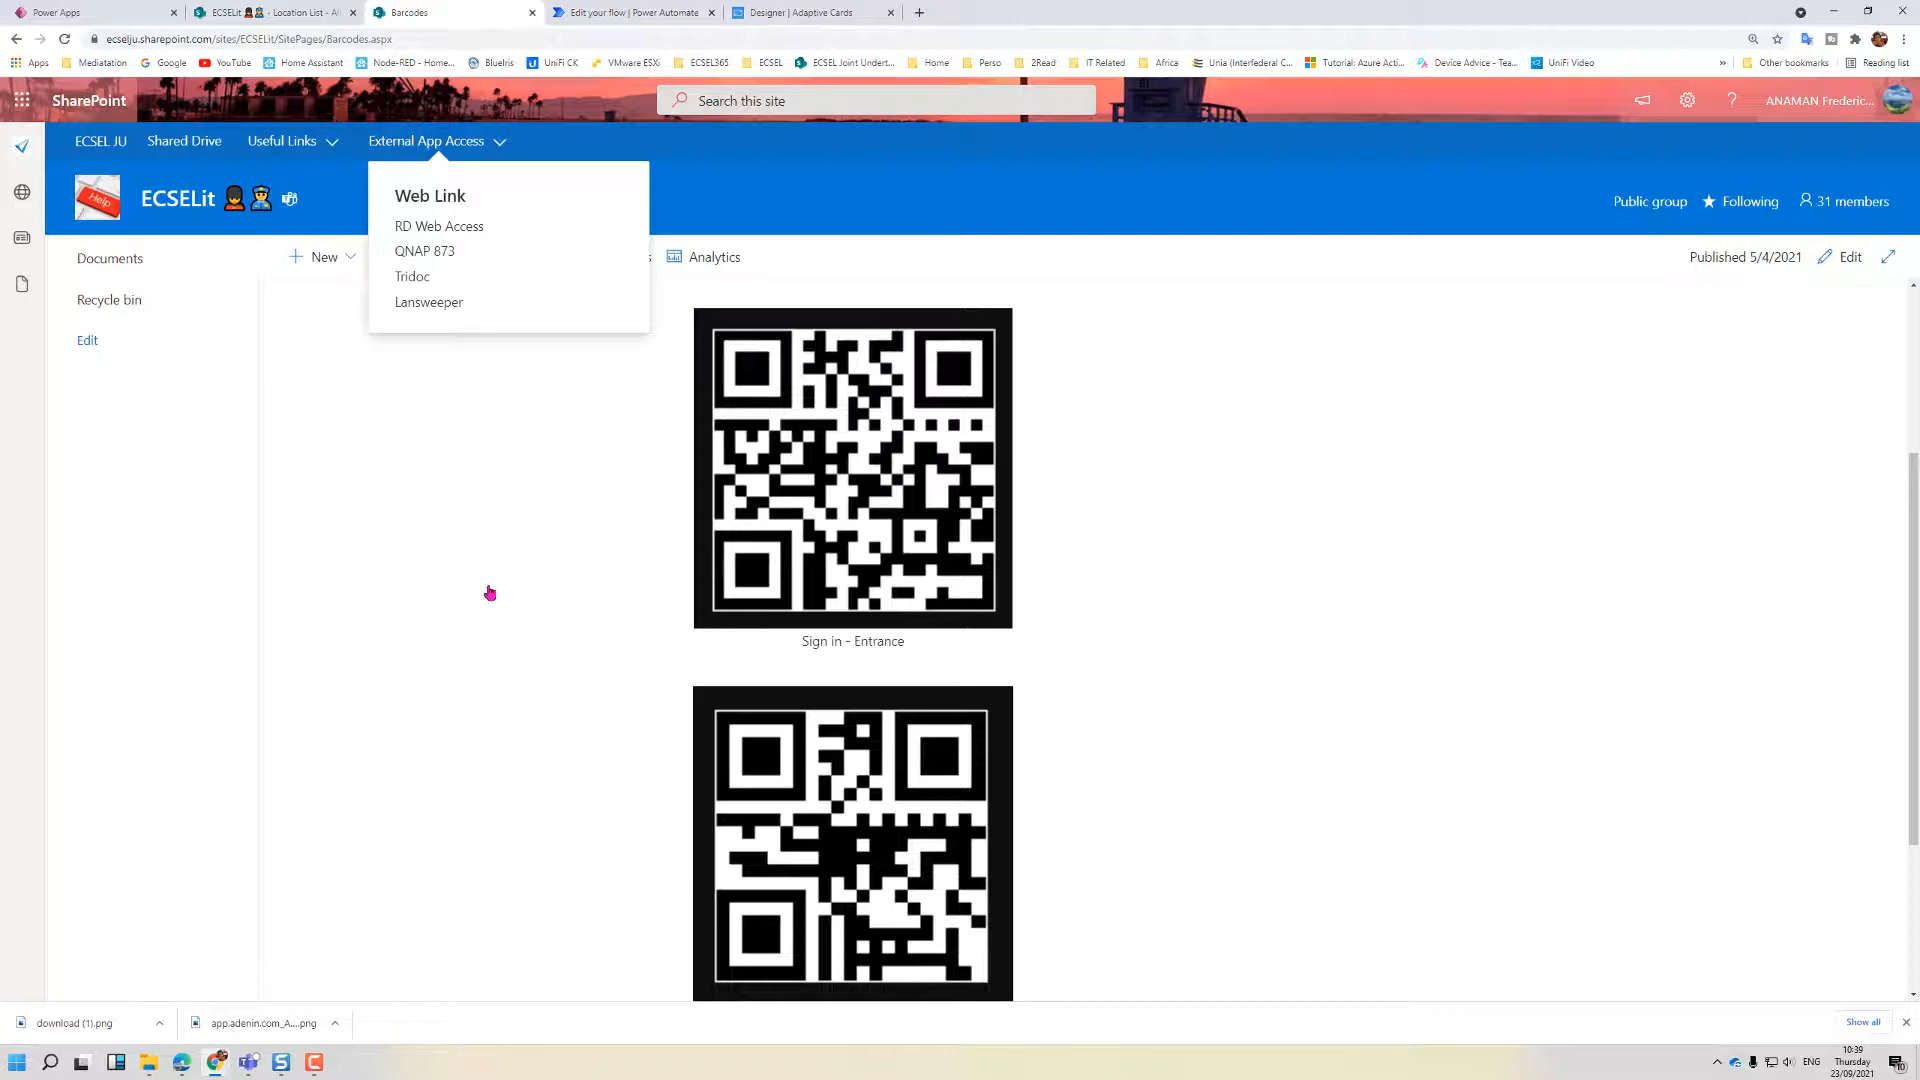 Power Apps
ECSELit - Location List - All
Barcodes
Edit your flow | Power Automate
Designer | Adaptive Cards
ecselju.sharepoint.com/sites/ECSELit/SitePages/Barcodes.aspx
Apps
Mediatation
Google
YouTube
Home Assistant
Node-RED - Home...
BlueIris
UniFi CK
VMware ESXi
ECSEL365
ECSEL
ECSEL Joint Undert...
Home
Perso
2Read
IT Related
Africa
Unia (Interfederal C...
Tutorial: Azure Acti...
Device Advice - Tea...
UniFi Video
»
Other bookmarks
Reading list
SharePoint
Search this site
ANAMAN Frederic...
ECSEL JU
Shared Drive
Useful Links
External App Access
Help
ECSELit
Public group
Following
31 members
Web Link
RD Web Access
QNAP 873
Tridoc
Lansweeper
Documents
Recycle bin
Edit
New
Analytics
Published 5/4/2021
Edit
Sign in - Entrance
download (1).png
app.adenin.com_A....png
Show all
ENG
10:39
Thursday
23/09/2021